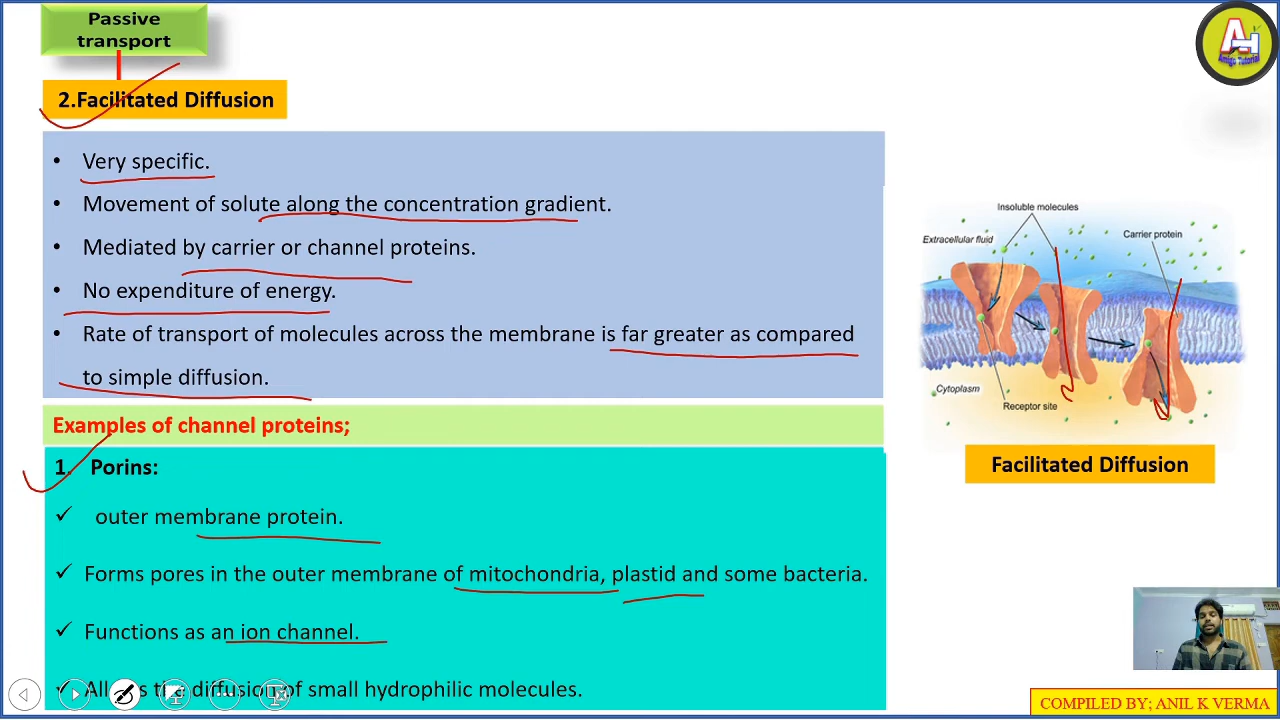 Passive
transport
2.Facilitated Diffusion
• Very specific.
• Movement of solute along the concentration gradient.
• Mediated by carrier or channel proteins.
• No expenditure of energy.
• Rate of transport of molecules across the membrane is far greater as compared
to simple diffusion.
Examples of channel proteins;
1. Porins:
✓ outer membrane protein.
✓ Forms pores in the outer membrane of mitochondria, plastid and some bacteria.
✓ Functions as an ion channel.
✓ the diffusion of small hydrophilic molecules.
Insoluble molecules
Extracellular fluid
Carrier protein
Cytoplasm
Receptor site
Facilitated Diffusion
Amigs Tutorial
COMPILED BY; ANIL K VERMA